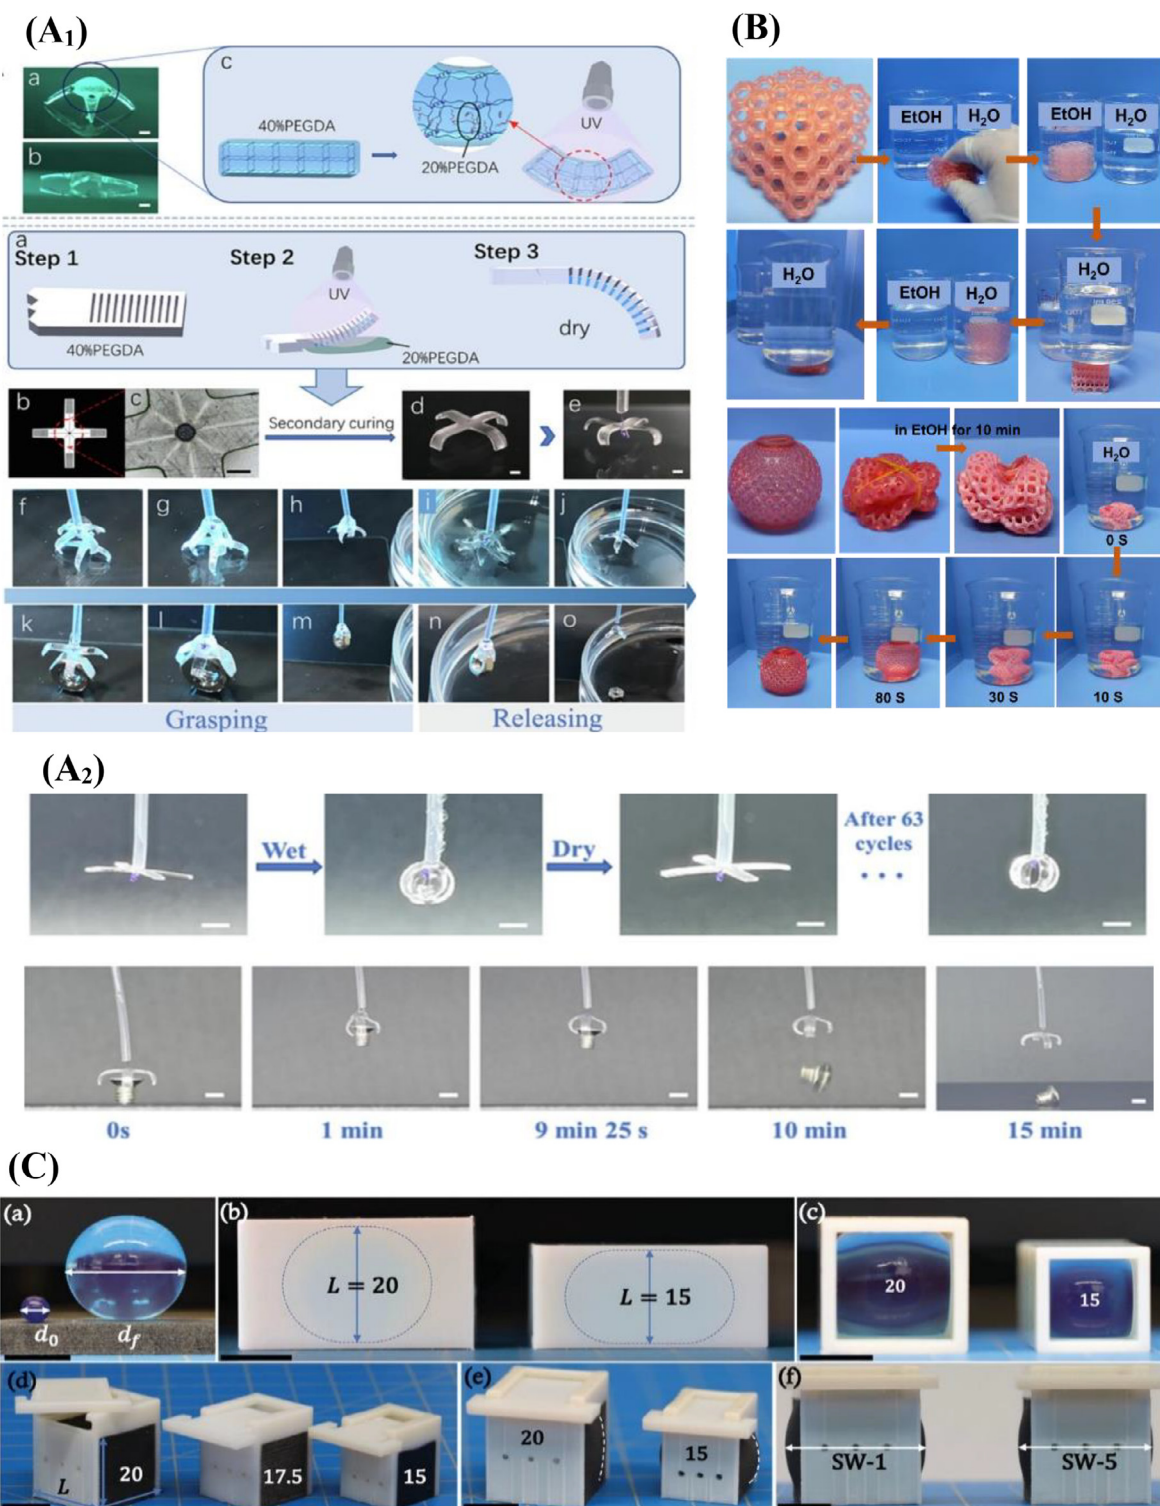 (A1)
a
b
c
40%PEGDA
20%PEGDA
UV
a
Step 1
Step 2
Step 3
UV
dry
40%PEGDA
20%PEGDA
b
c
Secondary curing
d
e
f
g
h
i
j
k
l
m
n
o
Grasping
Releasing
(B)
EtOH
H2O
EtOH
H2O
H2O
EtOH
H2O
H2O
in EtOH for 10 min
H2O
0 S
80 S
30 S
10 S
(A2)
Wet
Dry
After 63
cycles
• • •
0s
1 min
9 min 25 s
10 min
15 min
(C)
(a)
d0
df
(b)
L = 20
L = 15
(c)
20
15
(d)
L
20
17.5
15
(e)
20
15
(f)
SW-1
SW-5